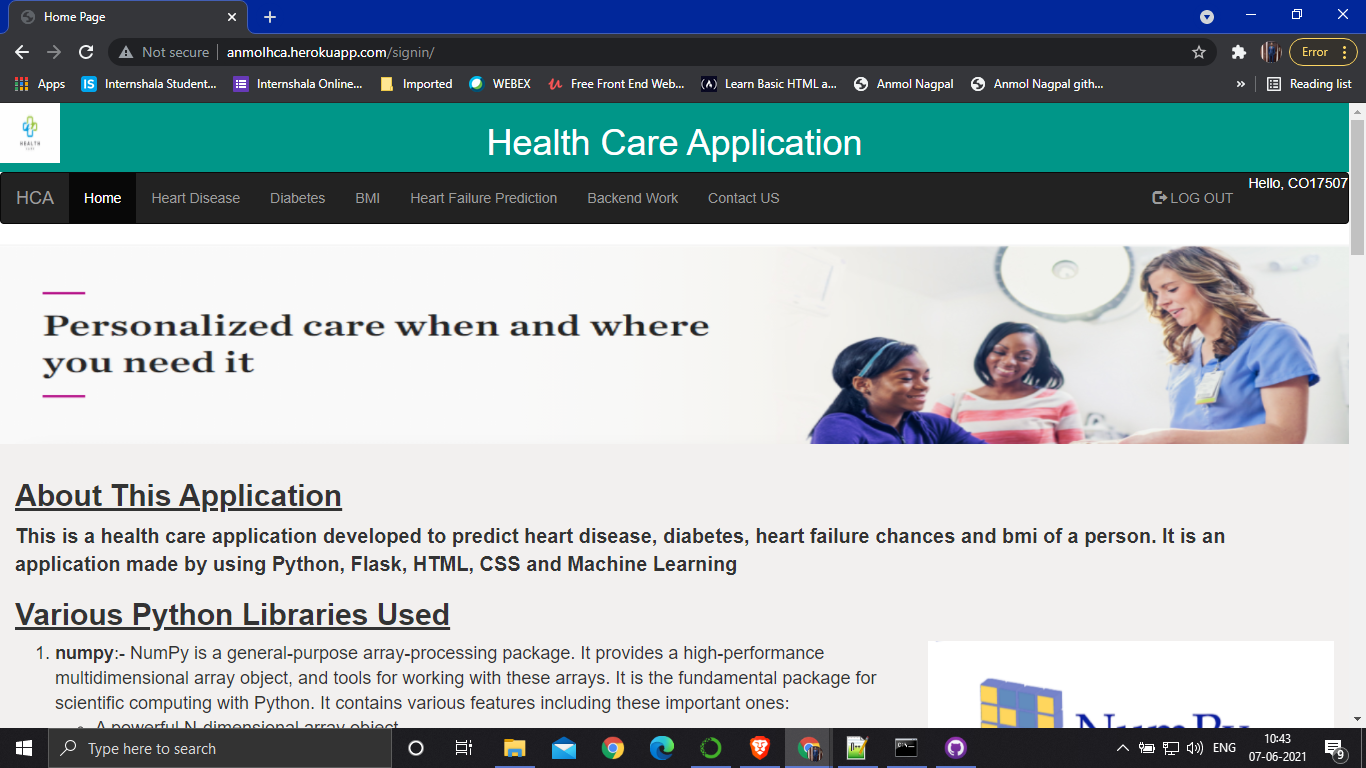 Home Page
Not secure
anmolhca.herokuapp.com/signin/
Error
Apps
Internshala Student...
Internshala Online...
Imported
WEBEX
Free Front End Web...
Learn Basic HTML a...
Anmol Nagpal
Anmol Nagpal gith...
»
Reading list
HEALTH
Health Care Application
HCA
Home
Heart Disease
Diabetes
BMI
Heart Failure Prediction
Backend Work
Contact US
LOG OUT
Hello, CO17507
Personalized care when and where
you need it
About This Application
This is a health care application developed to predict heart disease, diabetes, heart failure chances and bmi of a person. It is an
application made by using Python, Flask, HTML, CSS and Machine Learning
Various Python Libraries Used
1. numpy:- NumPy is a general-purpose array-processing package. It provides a high-performance
multidimensional array object, and tools for working with these arrays. It is the fundamental package for
scientific computing with Python. It contains various features including these important ones:
A powerful N-dimensional array object
NumPy
Type here to search
ENG
10:43
07-06-2021
9